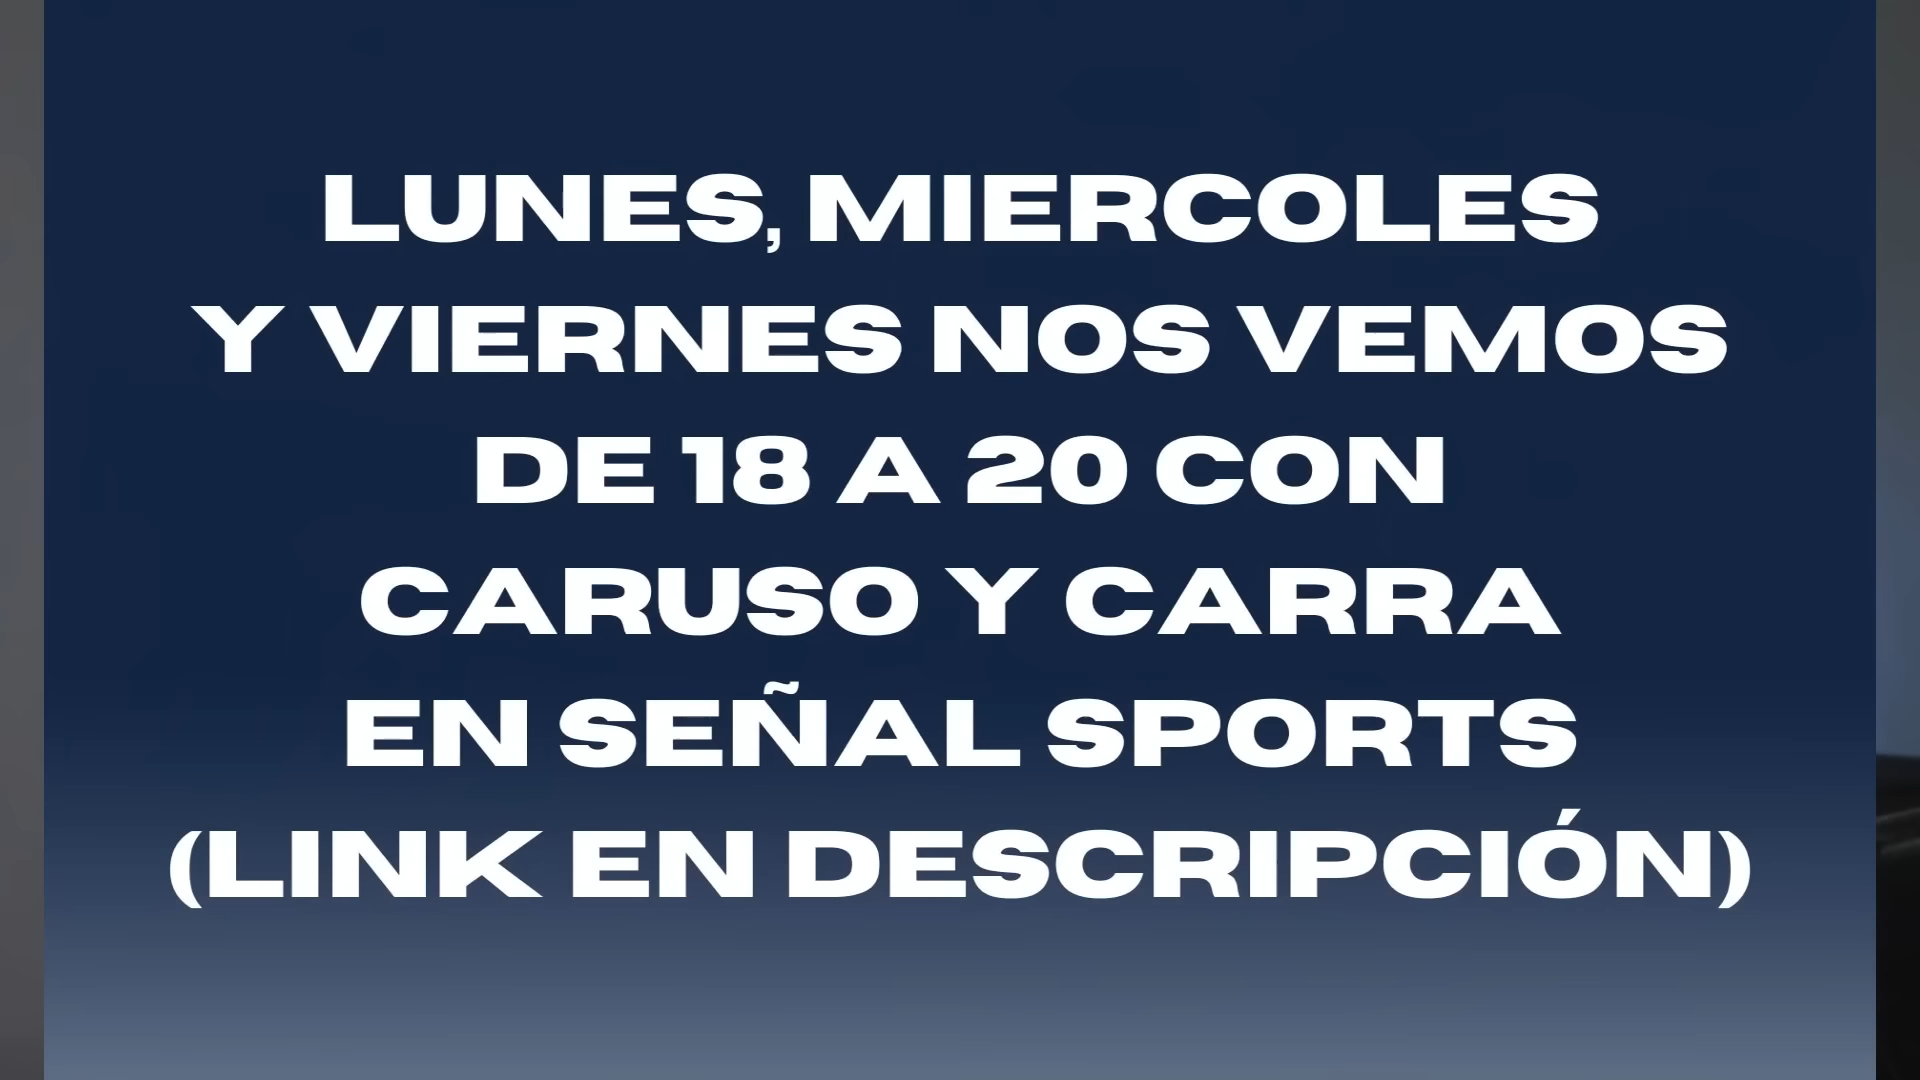 LUNES, MIERCOLES
Y VIERNES NOS VEMOS
DE 18 A 20 CON
CARUSO Y CARRA
EN SEÑAL SPORTS
(LINK EN DESCRIPCIÓN)